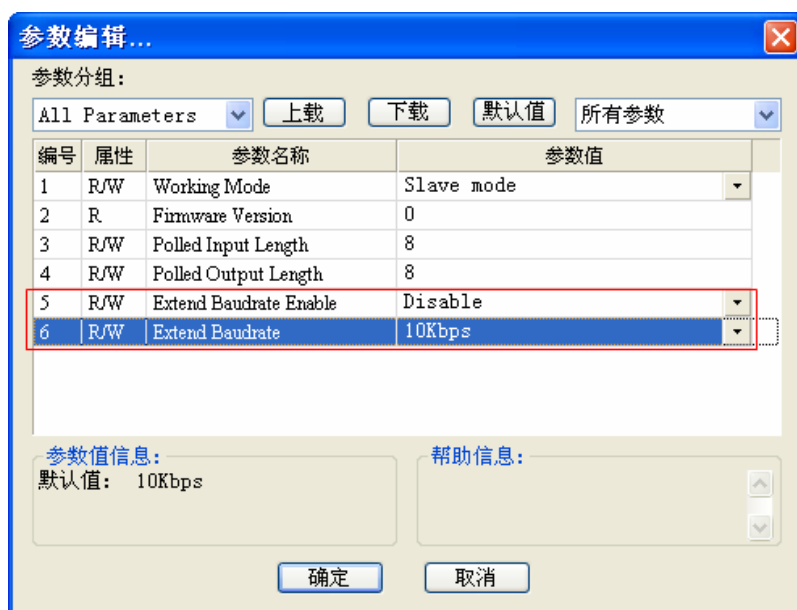 参数编辑...
参数分组:
All Parameters 上载 下载 默认值 所有参数
编号 属性 参数名称 参数值
1 R/W Working Mode Slave mode
2 R Firmware Version 0
3 R/W Polled Input Length 8
4 R/W Polled Output Length 8
5 R/W Extend Baudrate Enable Disable
6 R/W Extend Baudrate 10Kbps
参数值信息: 帮助信息:
默认值: 10Kbps
确定 取消